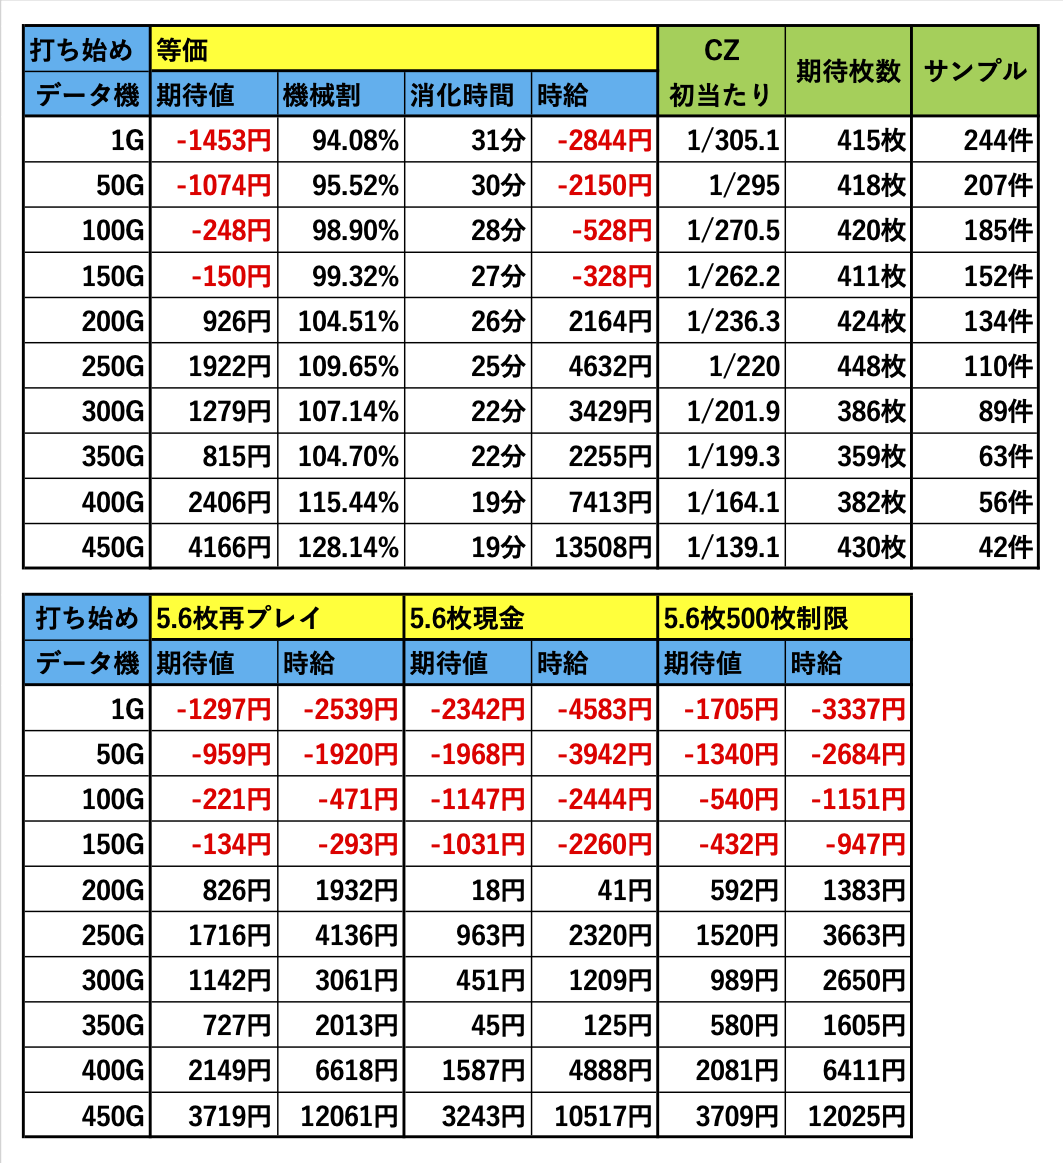 打ち始め 等価 CZ 期待枚数 サンプル
データ機 期待値 機械割 消化時間 時給 初当たり
1G -1453円 94.08% 31分 -2844円 1/305.1 415枚 244件
50G -1074円 95.52% 30分 -2150円 1/295 418枚 207件
100G -248円 98.90% 28分 -528円 1/270.5 420枚 185件
150G -150円 99.32% 27分 -328円 1/262.2 411枚 152件
200G 926円 104.51% 26分 2164円 1/236.3 424枚 134件
250G 1922円 109.65% 25分 4632円 1/220 448枚 110件
300G 1279円 107.14% 22分 3429円 1/201.9 386枚 89件
350G 815円 104.70% 22分 2255円 1/199.3 359枚 63件
400G 2406円 115.44% 19分 7413円 1/164.1 382枚 56件
450G 4166円 128.14% 19分 13508円 1/139.1 430枚 42件
打ち始め 5.6枚再プレイ 5.6枚現金 5.6枚500枚制限
データ機 期待値 時給 期待値 時給 期待値 時給
1G -1297円 -2539円 -2342円 -4583円 -1705円 -3337円
50G -959円 -1920円 -1968円 -3942円 -1340円 -2684円
100G -221円 -471円 -1147円 -2444円 -540円 -1151円
150G -134円 -293円 -1031円 -2260円 -432円 -947円
200G 826円 1932円 18円 41円 592円 1383円
250G 1716円 4136円 963円 2320円 1520円 3663円
300G 1142円 3061円 451円 1209円 989円 2650円
350G 727円 2013円 45円 125円 580円 1605円
400G 2149円 6618円 1587円 4888円 2081円 6411円
450G 3719円 12061円 3243円 10517円 3709円 12025円